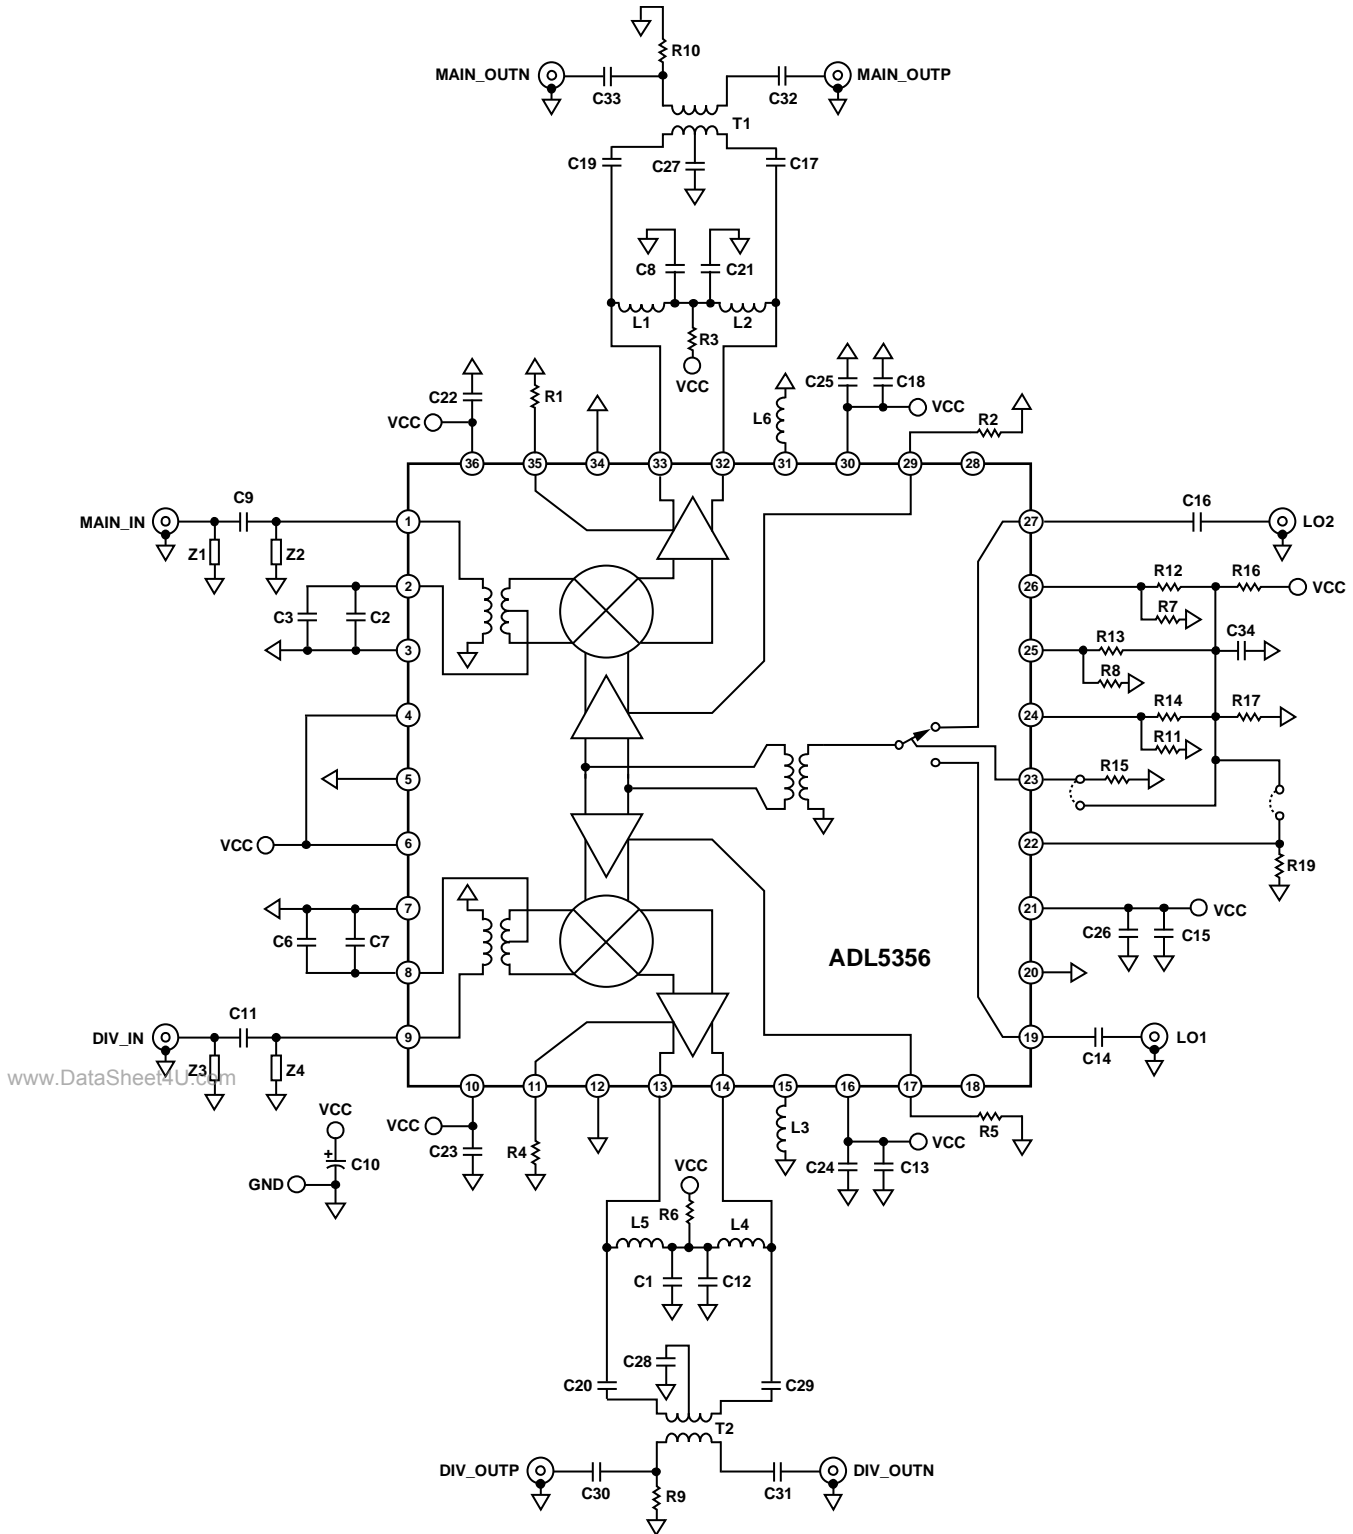 R10
MAIN_OUTN
C33
C32
MAIN_OUTP
T1
C19
C27
C17
C8
C21
L1
L2
R3
VCC
C22
VCC
R1
L6
C25
C18
VCC
R2
36
35
34
33
32
31
30
29
28
MAIN_IN
C9
Z1
Z2
1
27
C16
LO2
2
C3
C2
3
26
R12
R16
VCC
R7
25
R13
C34
R8
4
24
R14
R17
R11
5
23
R15
VCC
6
22
R19
7
C6
C7
8
21
VCC
C26
C15
ADL5356
20
DIV_IN
C11
Z3
Z4
9
19
C14
LO1
www.DataSheet4U.com
10
11
12
13
14
15
16
17
18
VCC
+
C10
GND
VCC
C23
R4
L3
VCC
C24
C13
R5
VCC
R6
L5
L4
C1
C12
C28
C20
C29
T2
DIV_OUTP
C30
R9
C31
DIV_OUTN